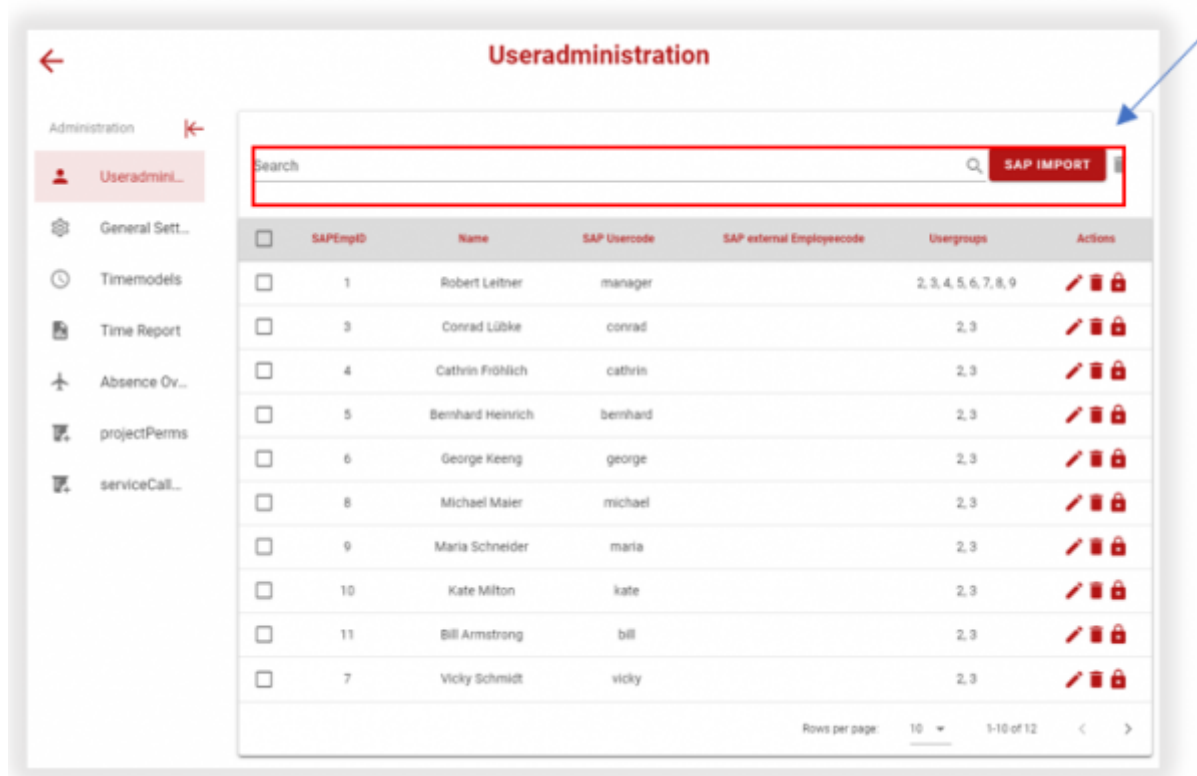 Useradministration
Administration
Useradmini...
General Sett...
Timemodels
Time Report
Absence Ov...
projectPerms
serviceCall...
Search SAP IMPORT
SAPEmpID Name SAP Usercode SAP external Employeecode Usergroups Actions
1 Robert Leitner manager 2, 3, 4, 5, 6, 7, 8, 9
3 Conrad Lübke conrad 2, 3
4 Cathrin Fröhlich cathrin 2, 3
5 Bernhard Heinrich bernhard 2, 3
6 George Keeng george 2, 3
8 Michael Maier michael 2, 3
9 Maria Schneider maria 2, 3
10 Kate Milton kate 2, 3
11 Bill Armstrong bill 2, 3
7 Vicky Schmidt vicky 2, 3
Rows per page: 10 1-10 of 12